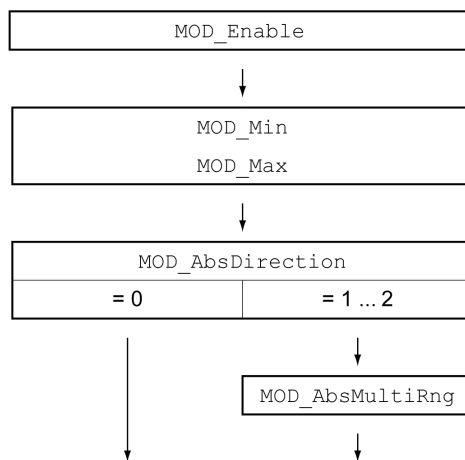 MOD_Enable
MOD_Min
MOD_Max
MOD_AbsDirection
= 0
= 1 ... 2
MOD_AbsMultiRng